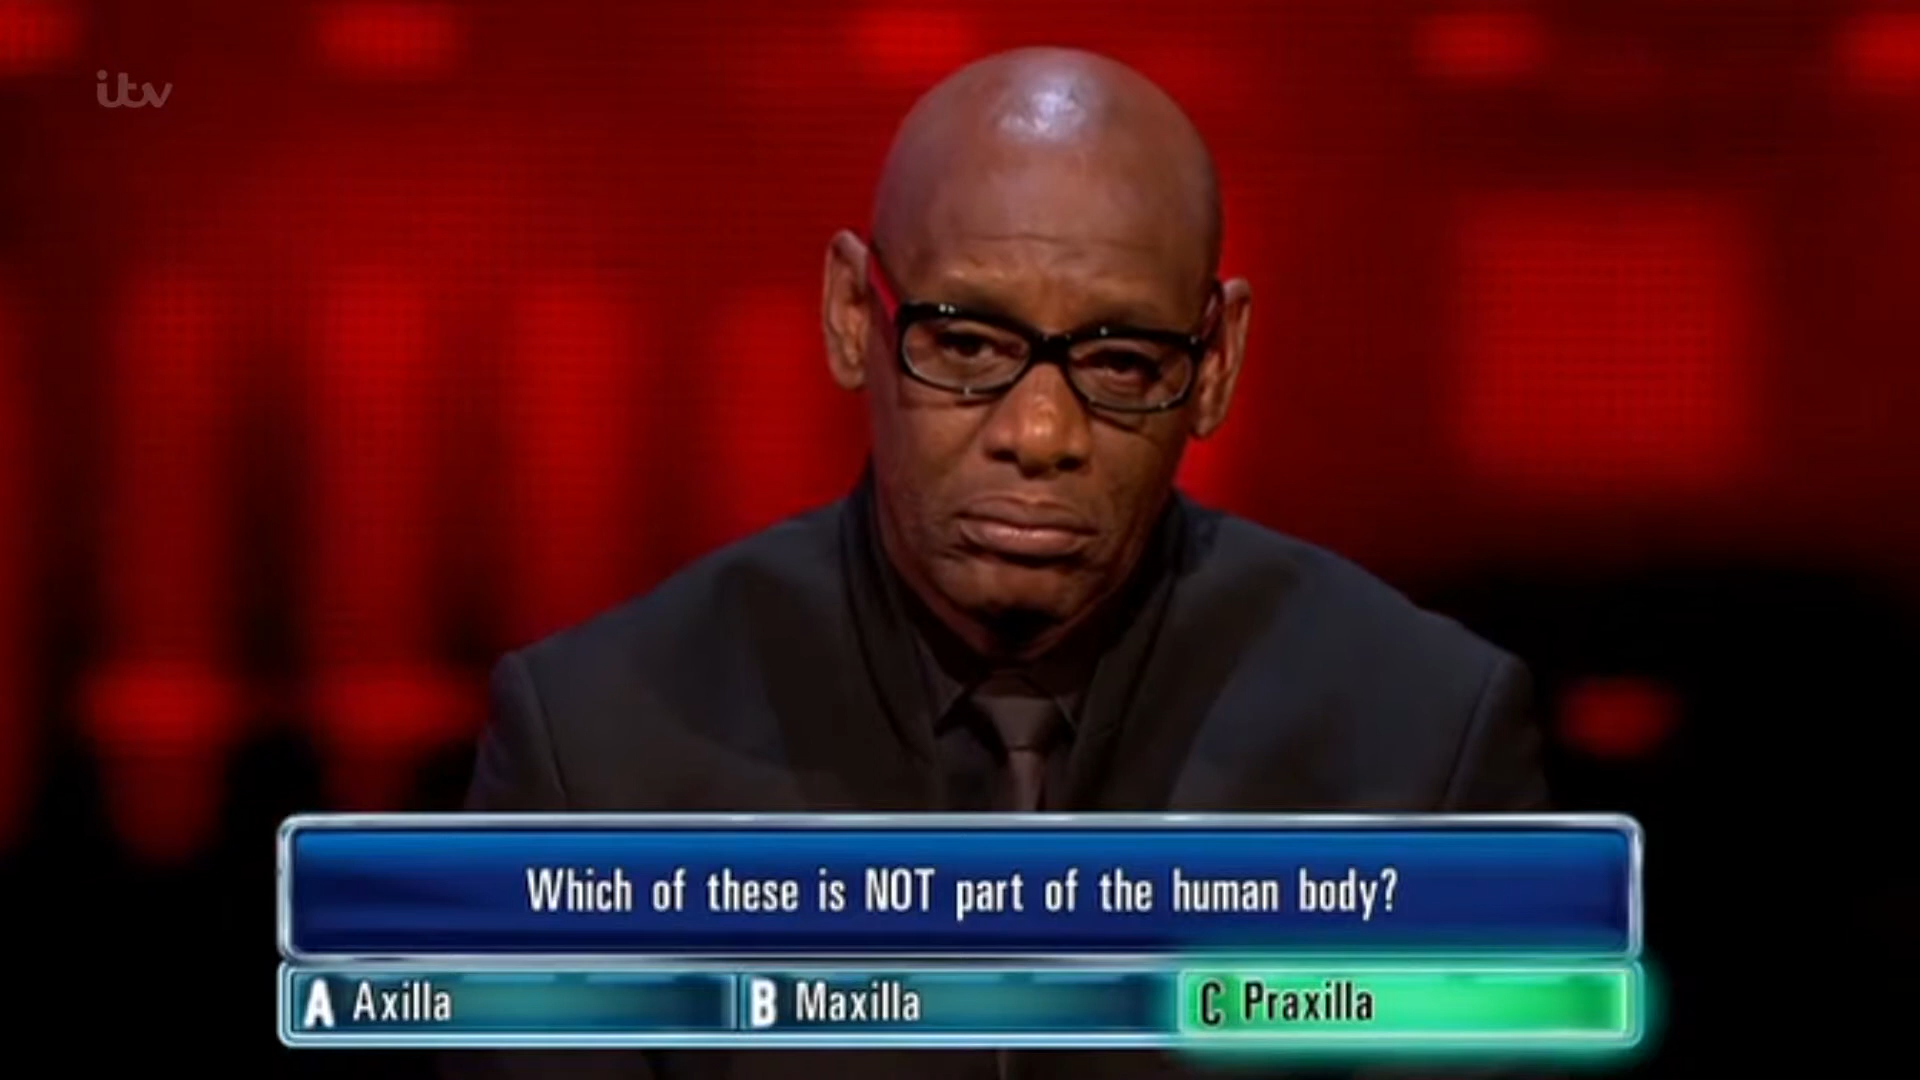 itv
Which of these is NOT part of the human body?
A Axilla
B Maxilla
C Praxilla